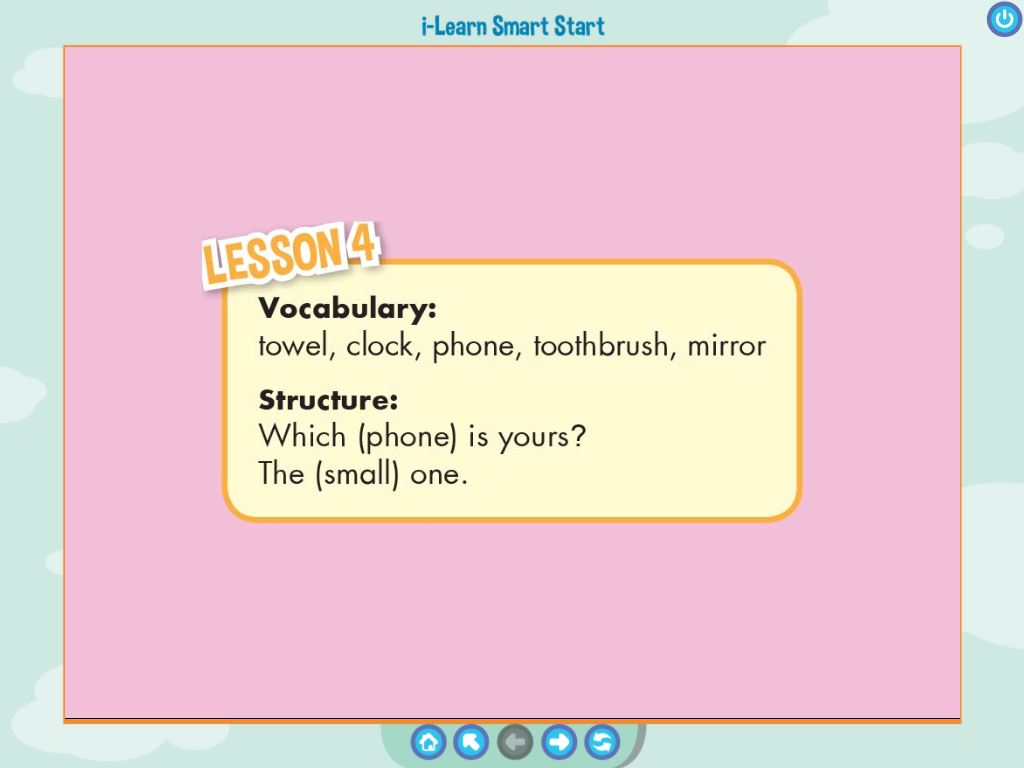 i-Learn Smart Start
LESSON 4
Vocabulary:
towel, clock, phone, toothbrush, mirror
Structure:
Which (phone) is yours?
The (small) one.